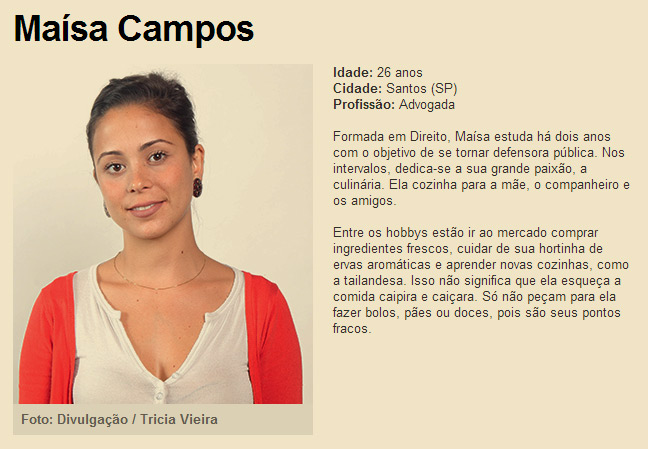 Maísa Campos
Idade: 26 anos
Cidade: Santos (SP)
Profissão: Advogada
Formada em Direito, Maísa estuda há dois anos
com o objetivo de se tornar defensora pública. Nos
intervalos, dedica-se a sua grande paixão, a
culinária. Ela cozinha para a mãe, o companheiro e
os amigos.
Entre os hobbys estão ir ao mercado comprar
ingredientes frescos, cuidar de sua hortinha de
ervas aromáticas e aprender novas cozinhas, como
a tailandesa. Isso não significa que ela esqueça a
comida caipira e caiçara. Só não peçam para ela
fazer bolos, pães ou doces, pois são seus pontos
fracos.
Foto: Divulgação / Tricia Vieira